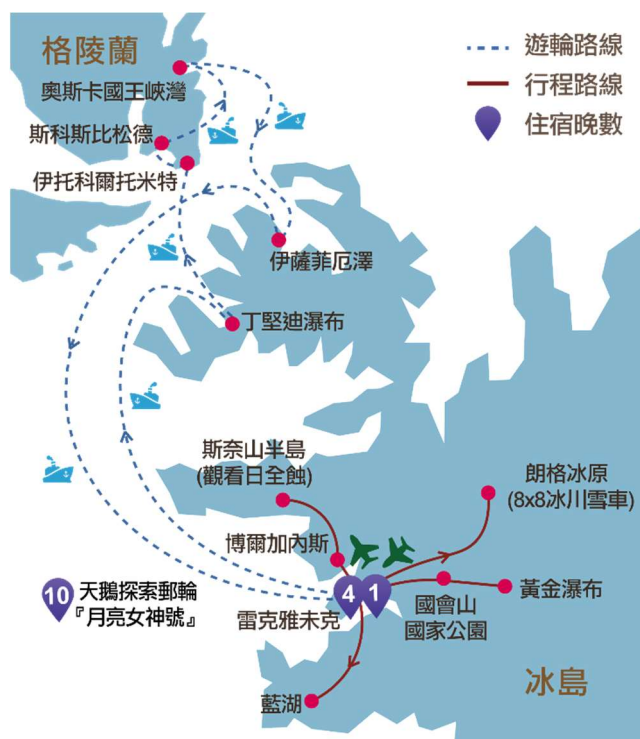 格陵蘭
奧斯卡國王峽灣
斯科斯比松德
伊托科爾托米特
遊輪路線
行程路線
住宿晚數
伊薩菲厄澤
丁堅迪瀑布
斯奈山半島
(觀看日全蝕)
朗格冰原
(8x8冰川雪車)
博爾加內斯
10
天鵝探索郵輪
『月亮女神號』
4
1
雷克雅未克
國會山
國家公園
黃金瀑布
藍湖
冰島